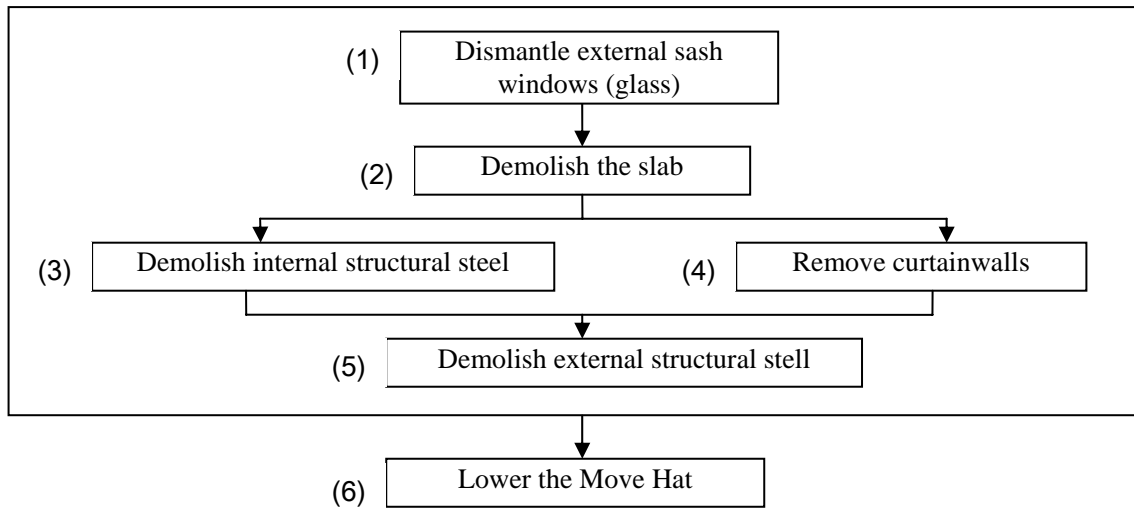 (1)
Dismantle external sash
windows (glass)
(2)
Demolish the slab
(3)
Demolish internal structural steel
(4)
Remove curtainwalls
(5)
Demolish external structural stell
(6)
Lower the Move Hat